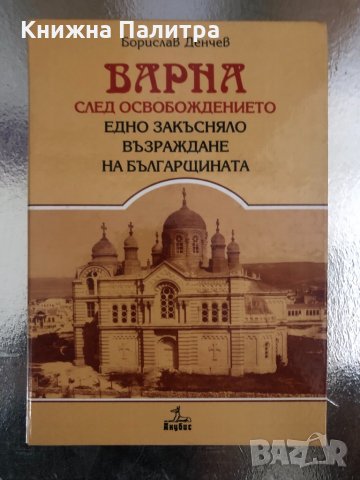 Книжна Палитра
Борислав Денчев
ВАРНА
СЛЕД ОСВОБОЖДЕНИЕТО
ЕДНО ЗАКЪСНЯЛО
ВЪЗРАЖДАНЕ
НА БЪЛГАРЩИНАТА
Анубис
BAZAR